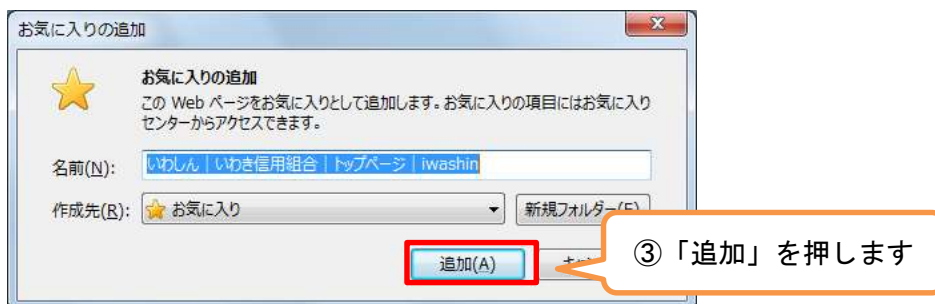 お気に入りの追加
お気に入りの追加
この Web ページをお気に入りとして追加します。お気に入りの項目にはお気に入り
センターからアクセスできます。
名前(N):
いわしん | いわき信用組合 | トップページ | iwashin
作成先(R):
お気に入り
新規フォルダー(E)
追加(A)
③「追加」を押します